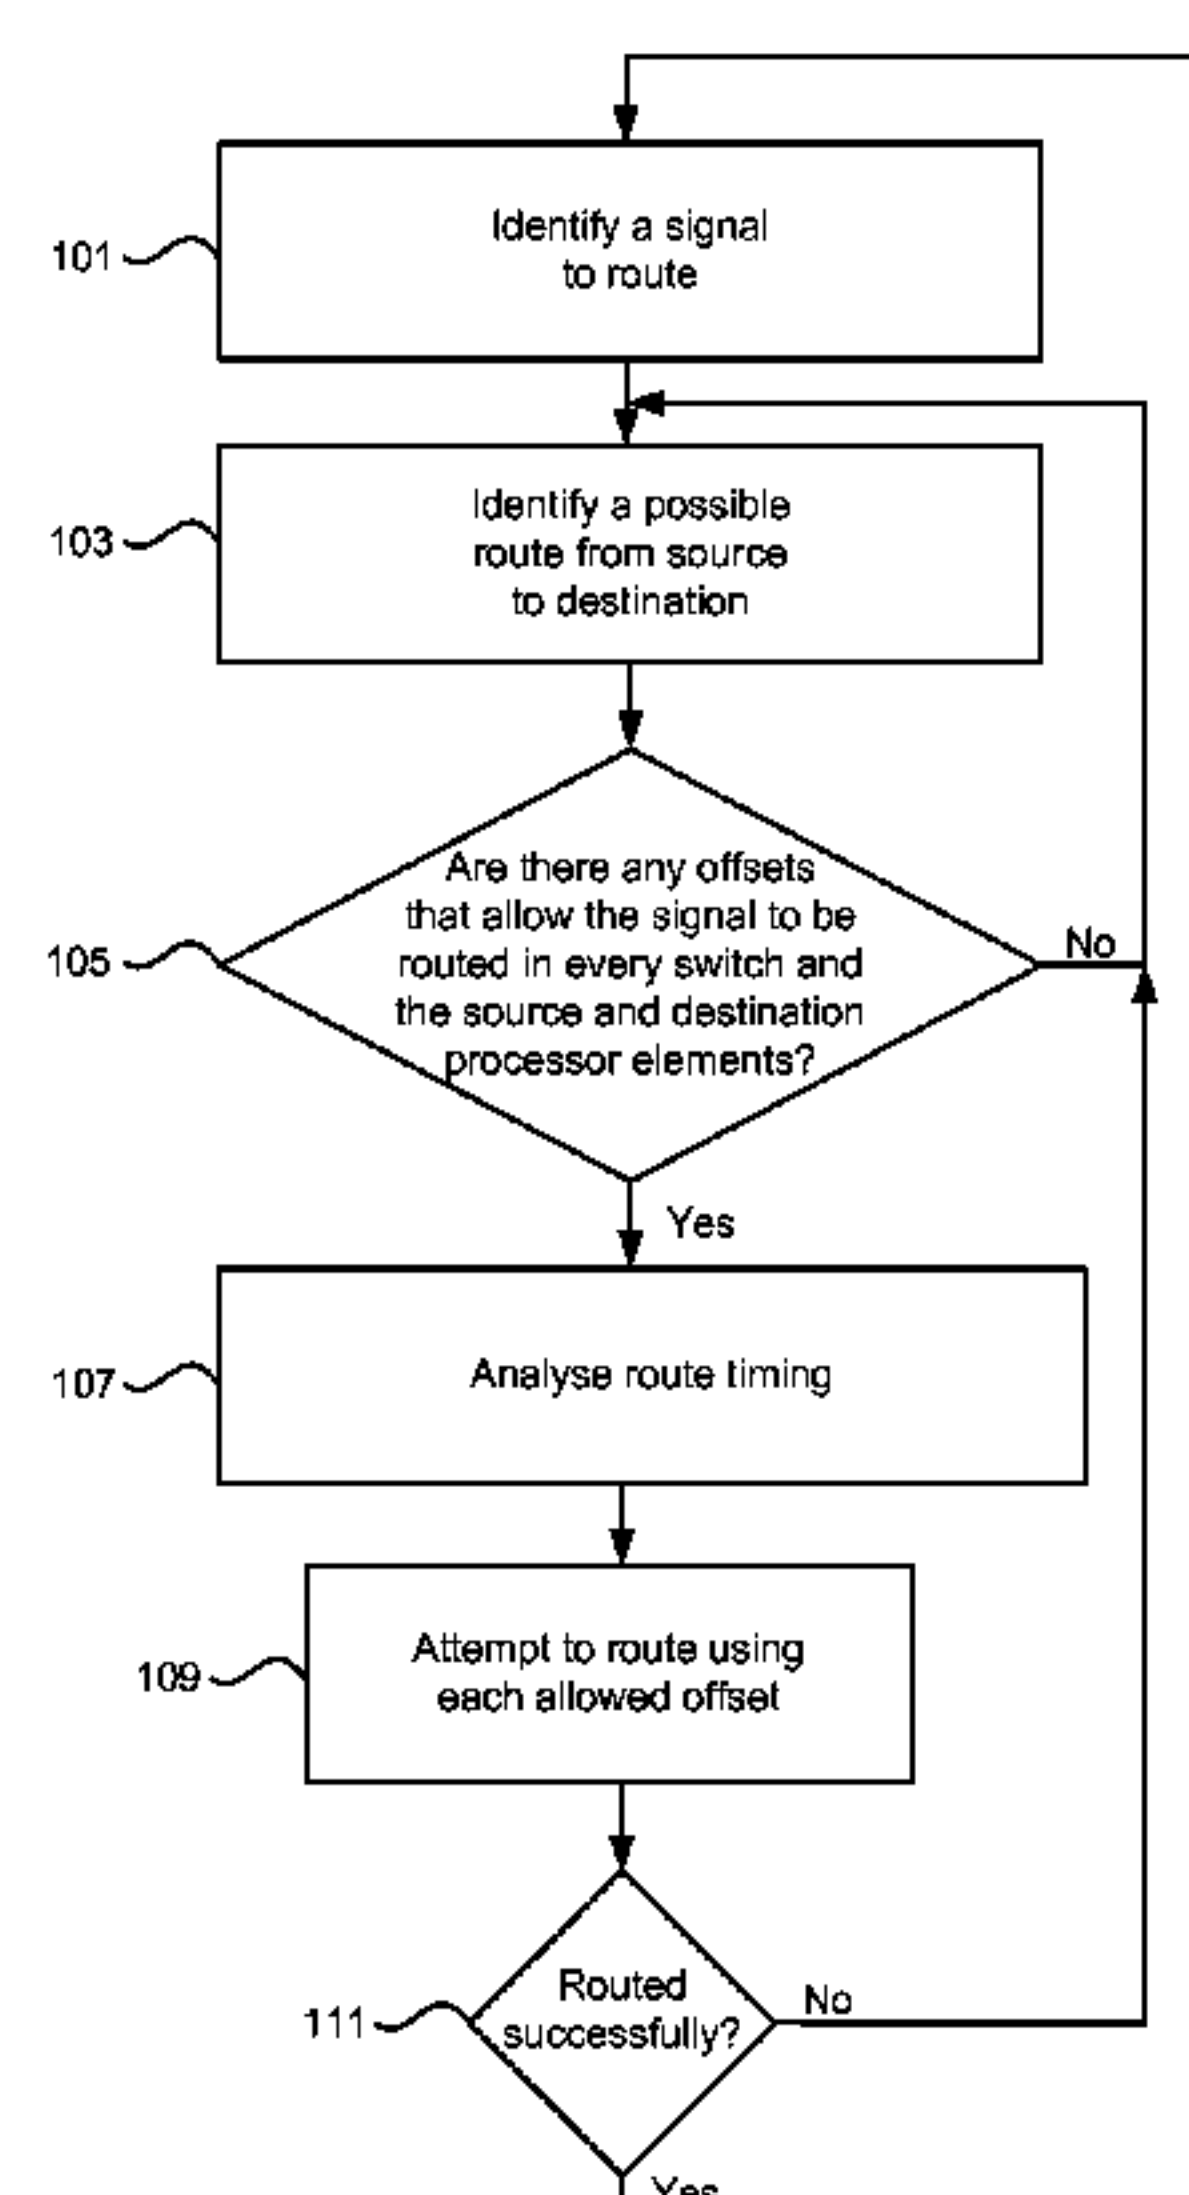 101
Identify a signal
to route
103
Identify a possible
route from source
to destination
105
Are there any offsets
that allow the signal to be
routed in every switch and
the source and destination
processor elements?
No
Yes
107
Analyse route timing
109
Attempt to route using
each allowed offset
111
Routed
successfully?
No
Yes